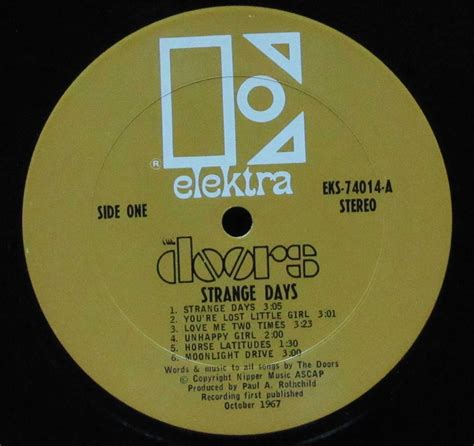 ®
elektra
SIDE ONE
EKS-74014-A
STEREO
THE
doors
STRANGE DAYS
1. STRANGE DAYS 3:05
2. YOU'RE LOST LITTLE GIRL 3:01
3. LOVE ME TWO TIMES 3:23
4. UNHAPPY GIRL 2:00
5. HORSE LATITUDES 1:30
6. MOONLIGHT DRIVE 3:00
Words & music to all songs by The Doors
© Copyright Nipper Music ASCAP
Produced by Paul A. Rothchild
Recording first published
October 1967